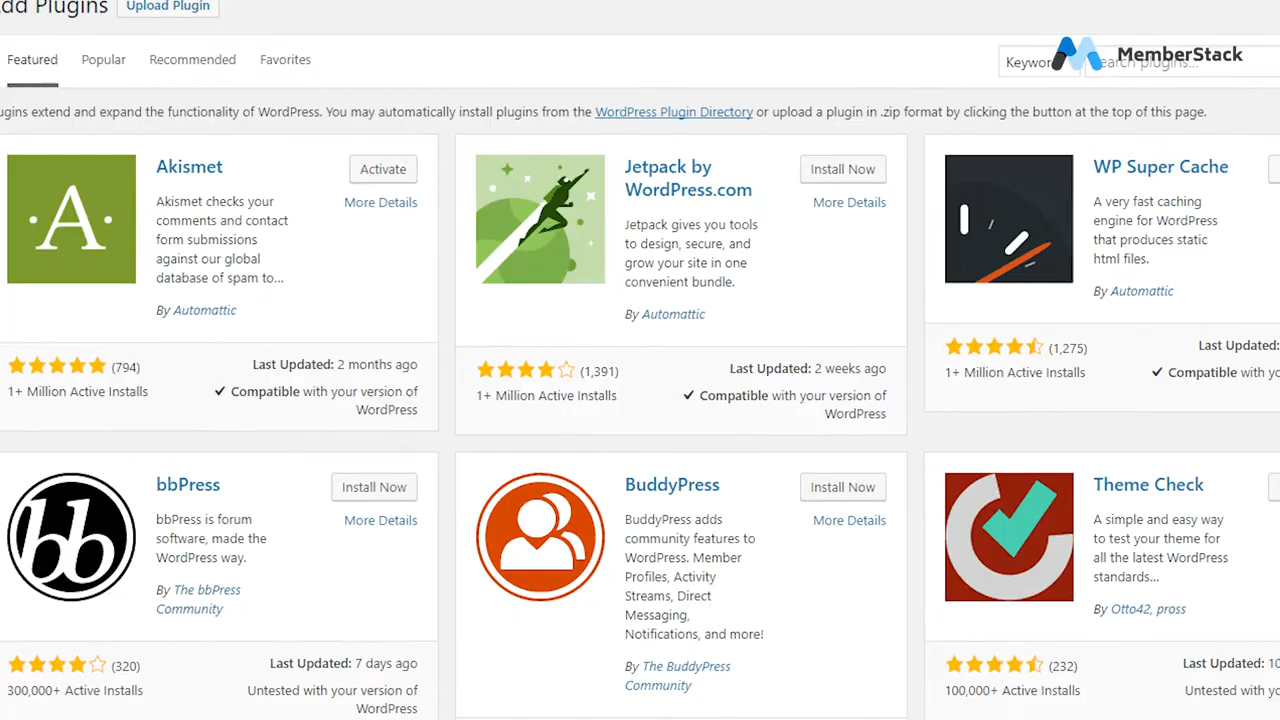 dd Plugins
Upload Plugin
Featured
Popular
Recommended
Favorites
Keywor
MemberStack
earch plugins...
ugins extend and expand the functionality of WordPress. You may automatically install plugins from the WordPress Plugin Directory or upload a plugin in .zip format by clicking the button at the top of this page.
A
Akismet
Activate
More Details
Akismet checks your
comments and contact
form submissions
against our global
database of spam to...
By Automattic
(794)
1+ Million Active Installs
Last Updated: 2 months ago
Compatible with your version of
WordPress
Jetpack by
WordPress.com
Install Now
More Details
Jetpack gives you tools
to design, secure, and
grow your site in one
convenient bundle.
By Automattic
(1,391)
1+ Million Active Installs
Last Updated: 2 weeks ago
Compatible with your version of
WordPress
WP Super Cache
A very fast caching
engine for WordPress
that produces static
html files.
By Automattic
(1,275)
1+ Million Active Installs
Last Updated:
Compatible with yo
bb
bbPress
Install Now
More Details
bbPress is forum
software, made the
WordPress way.
By The bbPress
Community
(320)
300,000+ Active Installs
Last Updated: 7 days ago
Untested with your version of
WordPress
BuddyPress
Install Now
More Details
BuddyPress adds
community features to
WordPress. Member
Profiles, Activity
Streams, Direct
Messaging,
Notifications, and more!
By The BuddyPress
Community
Theme Check
A simple and easy way
to test your theme for
all the latest WordPress
standards...
By Otto42, pross
(232)
100,000+ Active Installs
Last Updated: 10
Untested with yo